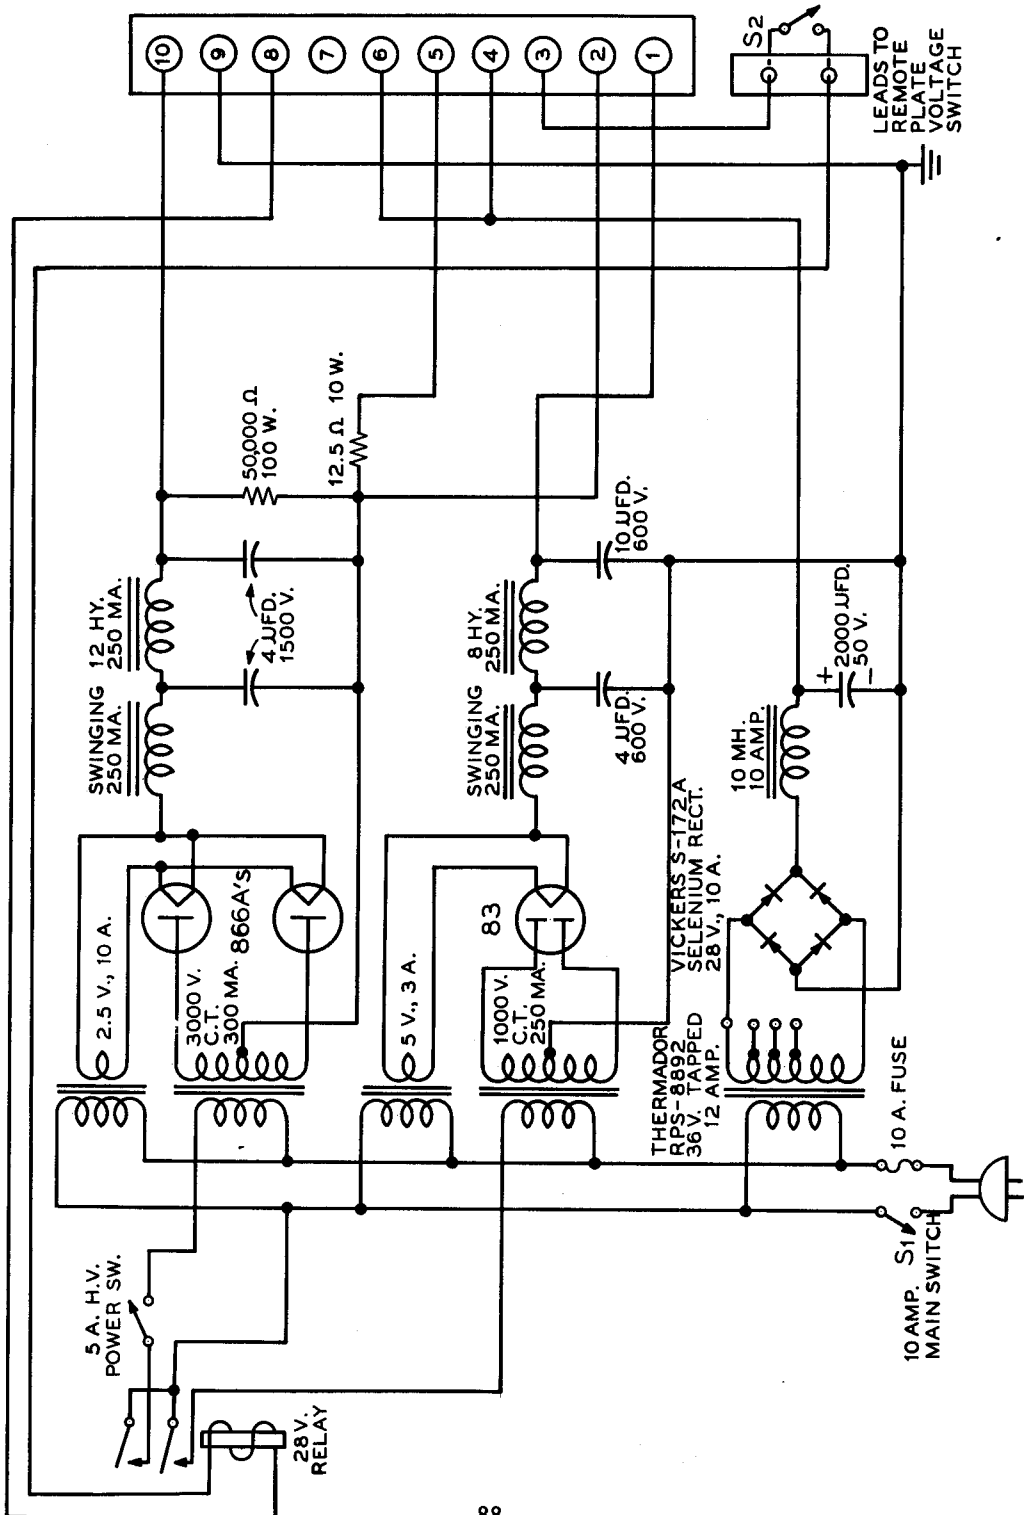 10
9
8
7
6
5
4
3
2
1
S2
LEADS TO
REMOTE
PLATE
VOLTAGE
SWITCH
50,000 Ω
100 W.
12.5 Ω 10 W.
12 HY.
250 MA.
4 µFD.
1500 V.
SWINGING
250 MA.
8 HY.
250 MA.
10 µFD.
600 V.
SWINGING
250 MA.
4 µFD.
600 V.
10 MH.
10 AMP.
+
2000 µFD.
50 V.
−
2.5 V., 10 A.
3000 V.
C.T.
300 MA.
866A'S
5 V., 3 A.
83
1000 V.
C.T.
250 MA.
VICKERS S-172A
SELENIUM RECT.
28 V., 10 A.
THERMADOR
RPS-8892
36 V. TAPPED
12 AMP.
10 A. FUSE
S1
10 AMP.
MAIN SWITCH
5 A. H.V.
POWER SW.
28 V.
RELAY
88